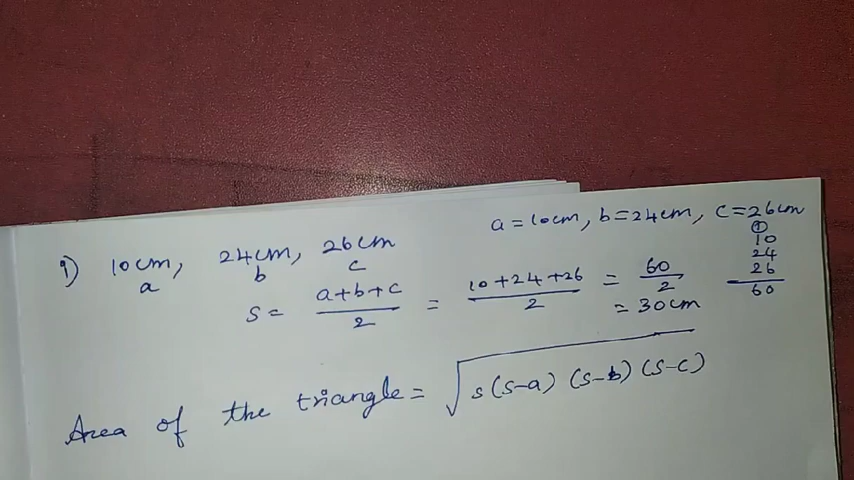 a=10cm, b=24cm, c=26cm
i) 10cm, 24cm, 26cm
a b c
①
10
24
26
60
s= a+b+c/2 = 10+24+26/2 = 60/2
= 30cm
Area of the triangle= √s(s-a) (s-b) (s-c)